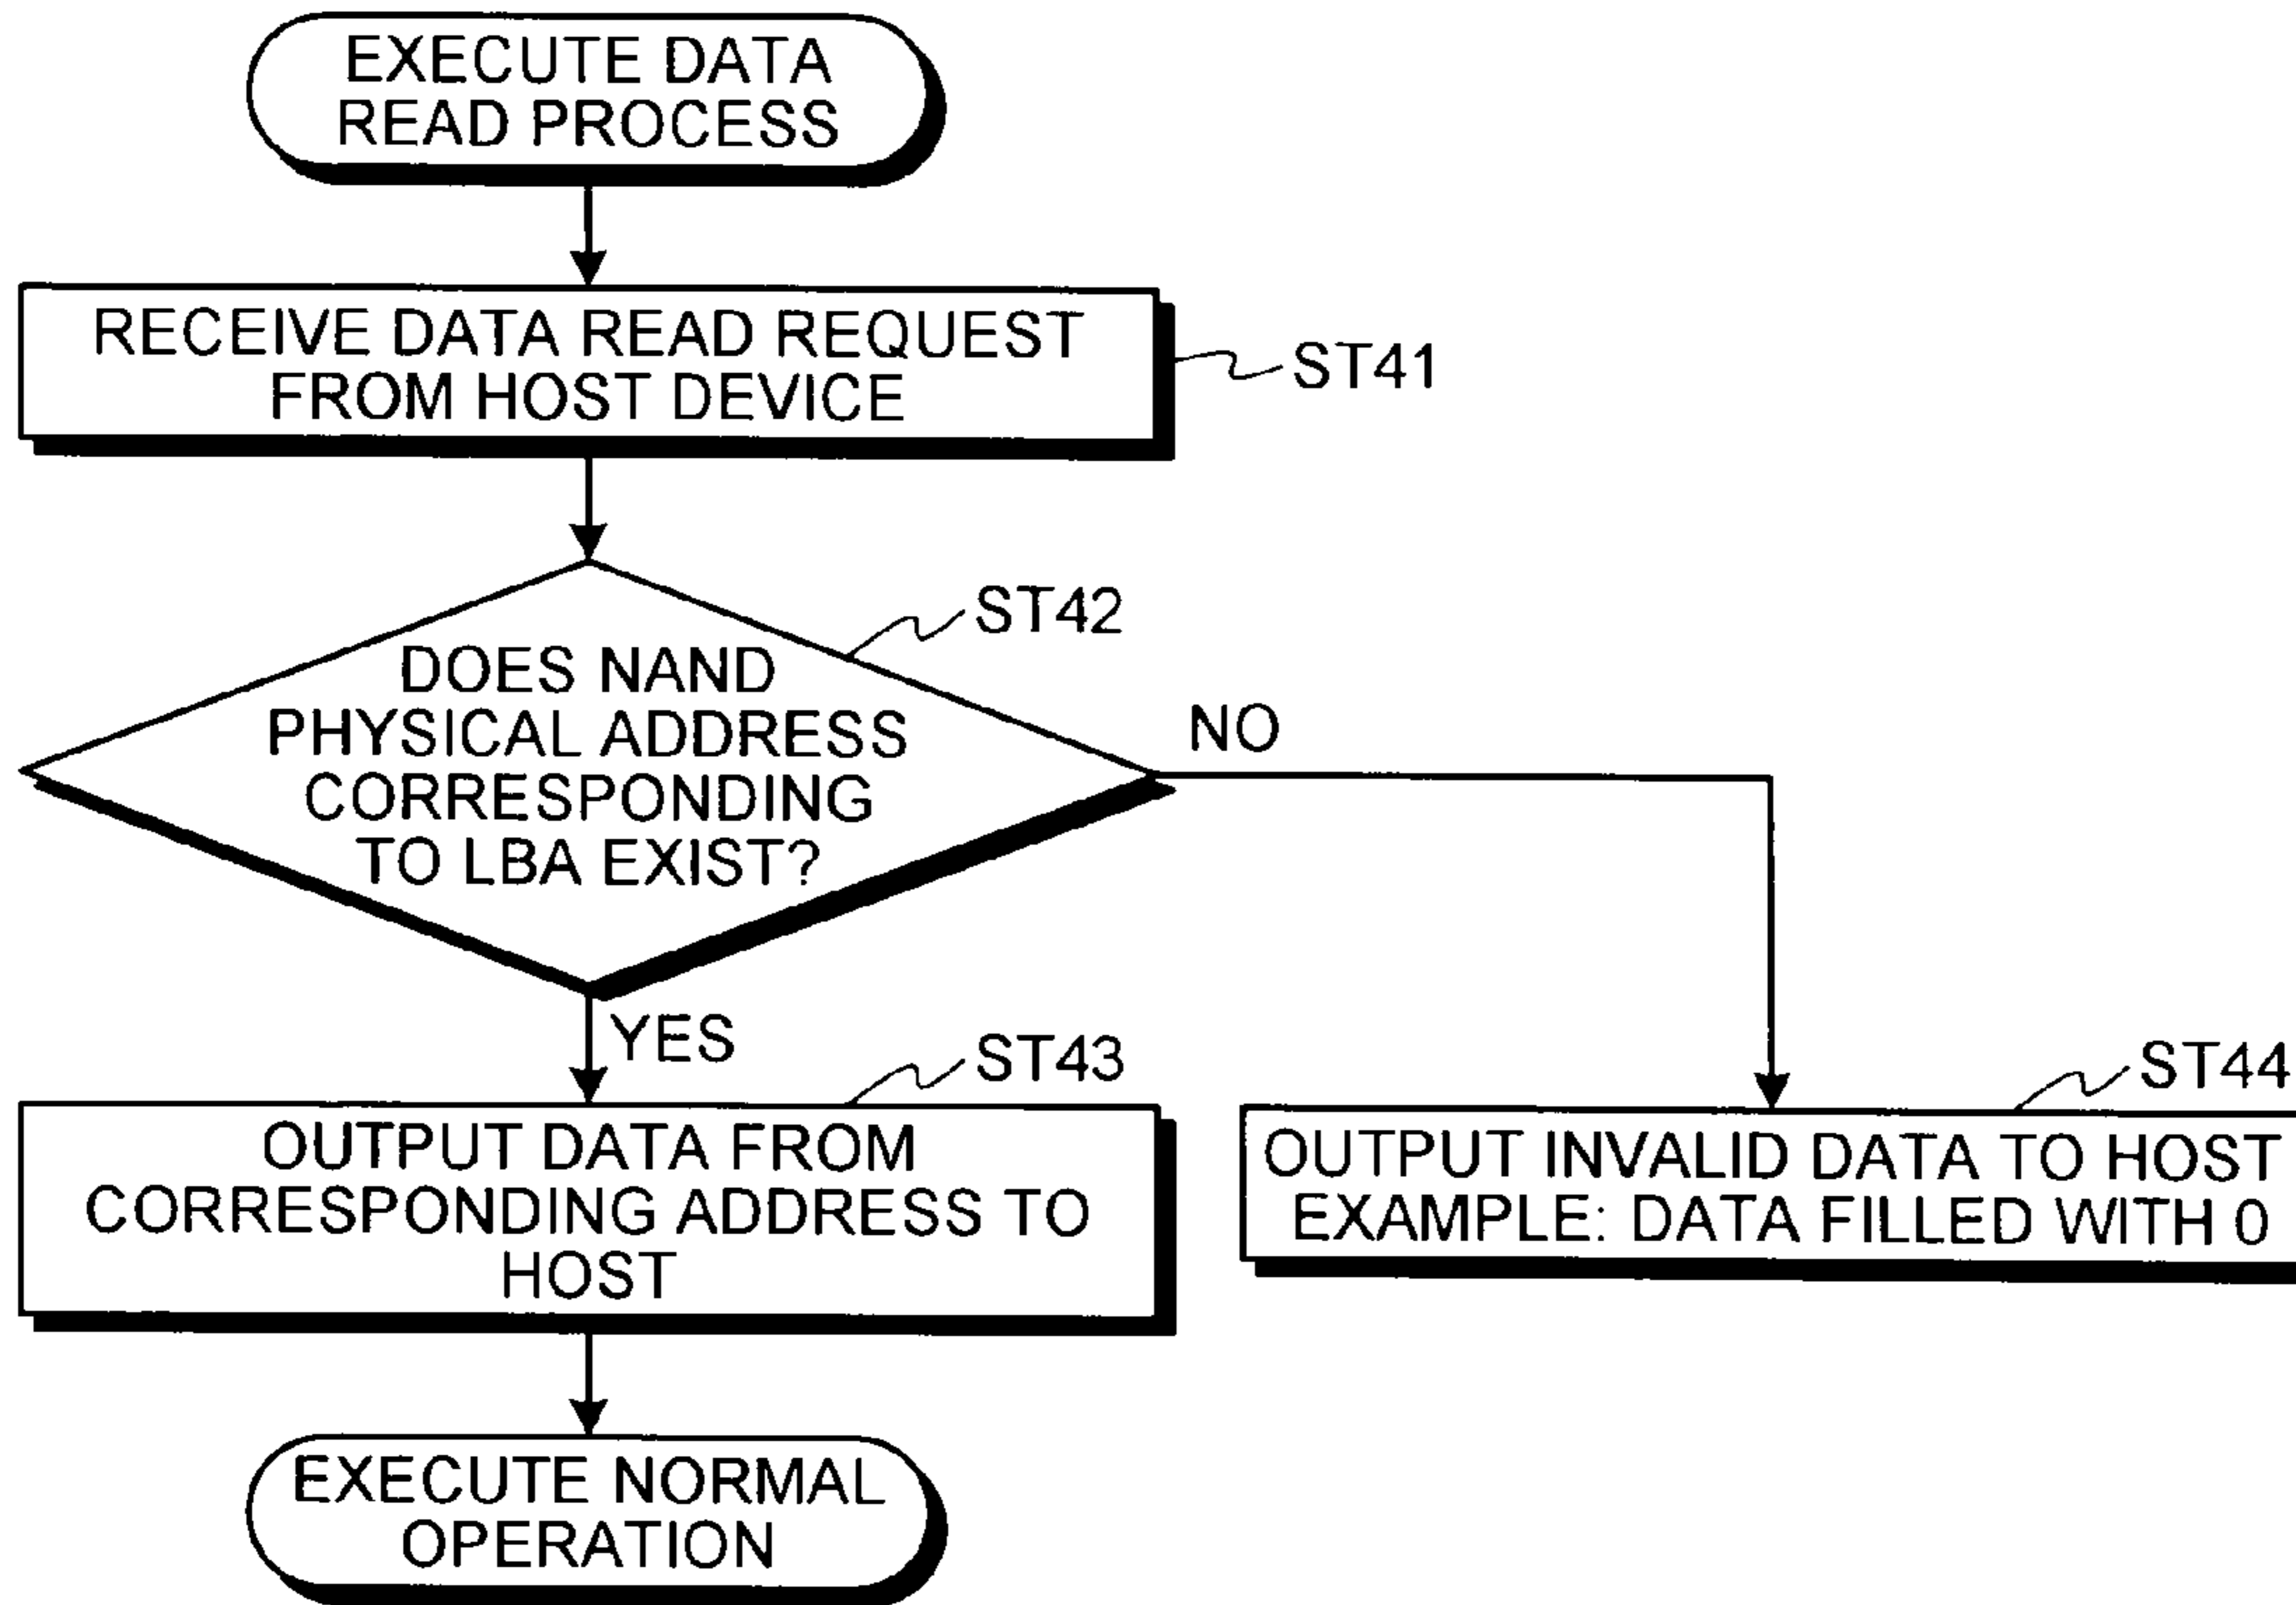 EXECUTE DATA
READ PROCESS
RECEIVE DATA READ REQUEST
FROM HOST DEVICE
ST41
ST42
DOES NAND
PHYSICAL ADDRESS
CORRESPONDING
TO LBA EXIST?
NO
YES
ST43
OUTPUT DATA FROM
CORRESPONDING ADDRESS TO
HOST
ST44
OUTPUT INVALID DATA TO HOST
EXAMPLE: DATA FILLED WITH 0
EXECUTE NORMAL
OPERATION